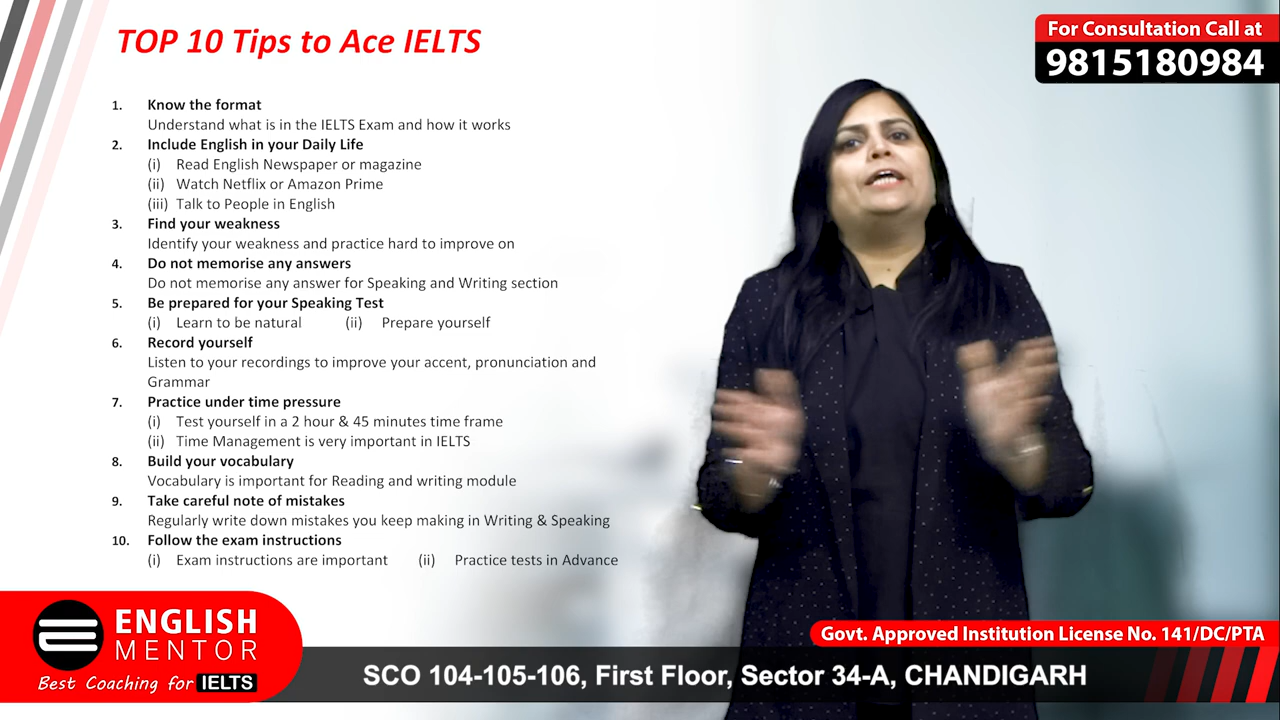 TOP 10 Tips to Ace IELTS
1. Know the format
Understand what is in the IELTS Exam and how it works
2. Include English in your Daily Life
(i) Read English Newspaper or magazine
(ii) Watch Netflix or Amazon Prime
(iii) Talk to People in English
3. Find your weakness
Identify your weakness and practice hard to improve on
4. Do not memorise any answers
Do not memorise any answer for Speaking and Writing section
5. Be prepared for your Speaking Test
(i) Learn to be natural (ii) Prepare yourself
6. Record yourself
Listen to your recordings to improve your accent, pronunciation and
Grammar
7. Practice under time pressure
(i) Test yourself in a 2 hour & 45 minutes time frame
(ii) Time Management is very important in IELTS
8. Build your vocabulary
Vocabulary is important for Reading and writing module
9. Take careful note of mistakes
Regularly write down mistakes you keep making in Writing & Speaking
10. Follow the exam instructions
(i) Exam instructions are important (ii) Practice tests in Advance
For Consultation Call at
9815180984
ENGLISH
MENTOR
Best Coaching for IELTS
Govt. Approved Institution License No. 141/DC/PTA
SCO 104-105-106, First Floor, Sector 34-A, CHANDIGARH